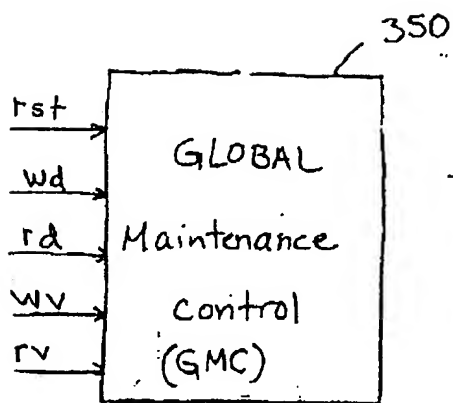 350
rst
GLOBAL
wd
rd
Maintenance
wv
control
rv
(GMC)